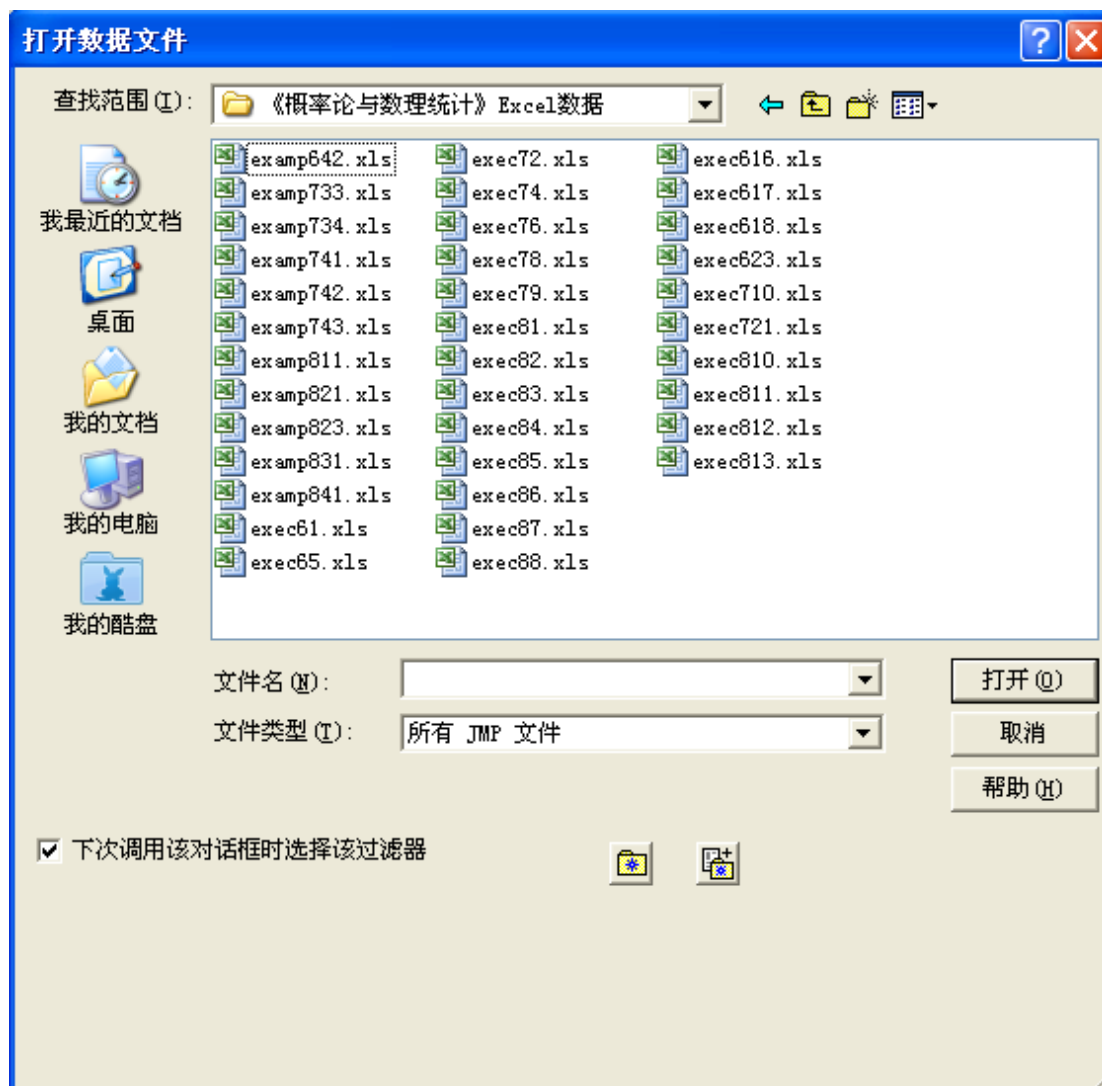 打开数据文件
查找范围(I):
《概率论与数理统计》Excel数据
我最近的文档
桌面
我的文档
我的电脑
我的酷盘
examp642.xls
examp733.xls
examp734.xls
examp741.xls
examp742.xls
examp743.xls
examp811.xls
examp821.xls
examp823.xls
examp831.xls
examp841.xls
exec61.xls
exec65.xls
exec72.xls
exec74.xls
exec76.xls
exec78.xls
exec79.xls
exec81.xls
exec82.xls
exec83.xls
exec84.xls
exec85.xls
exec86.xls
exec87.xls
exec88.xls
exec616.xls
exec617.xls
exec618.xls
exec623.xls
exec710.xls
exec721.xls
exec810.xls
exec811.xls
exec812.xls
exec813.xls
文件名(N):
打开(O)
文件类型(T):
所有 JMP 文件
取消
帮助(H)
下次调用该对话框时选择该过滤器